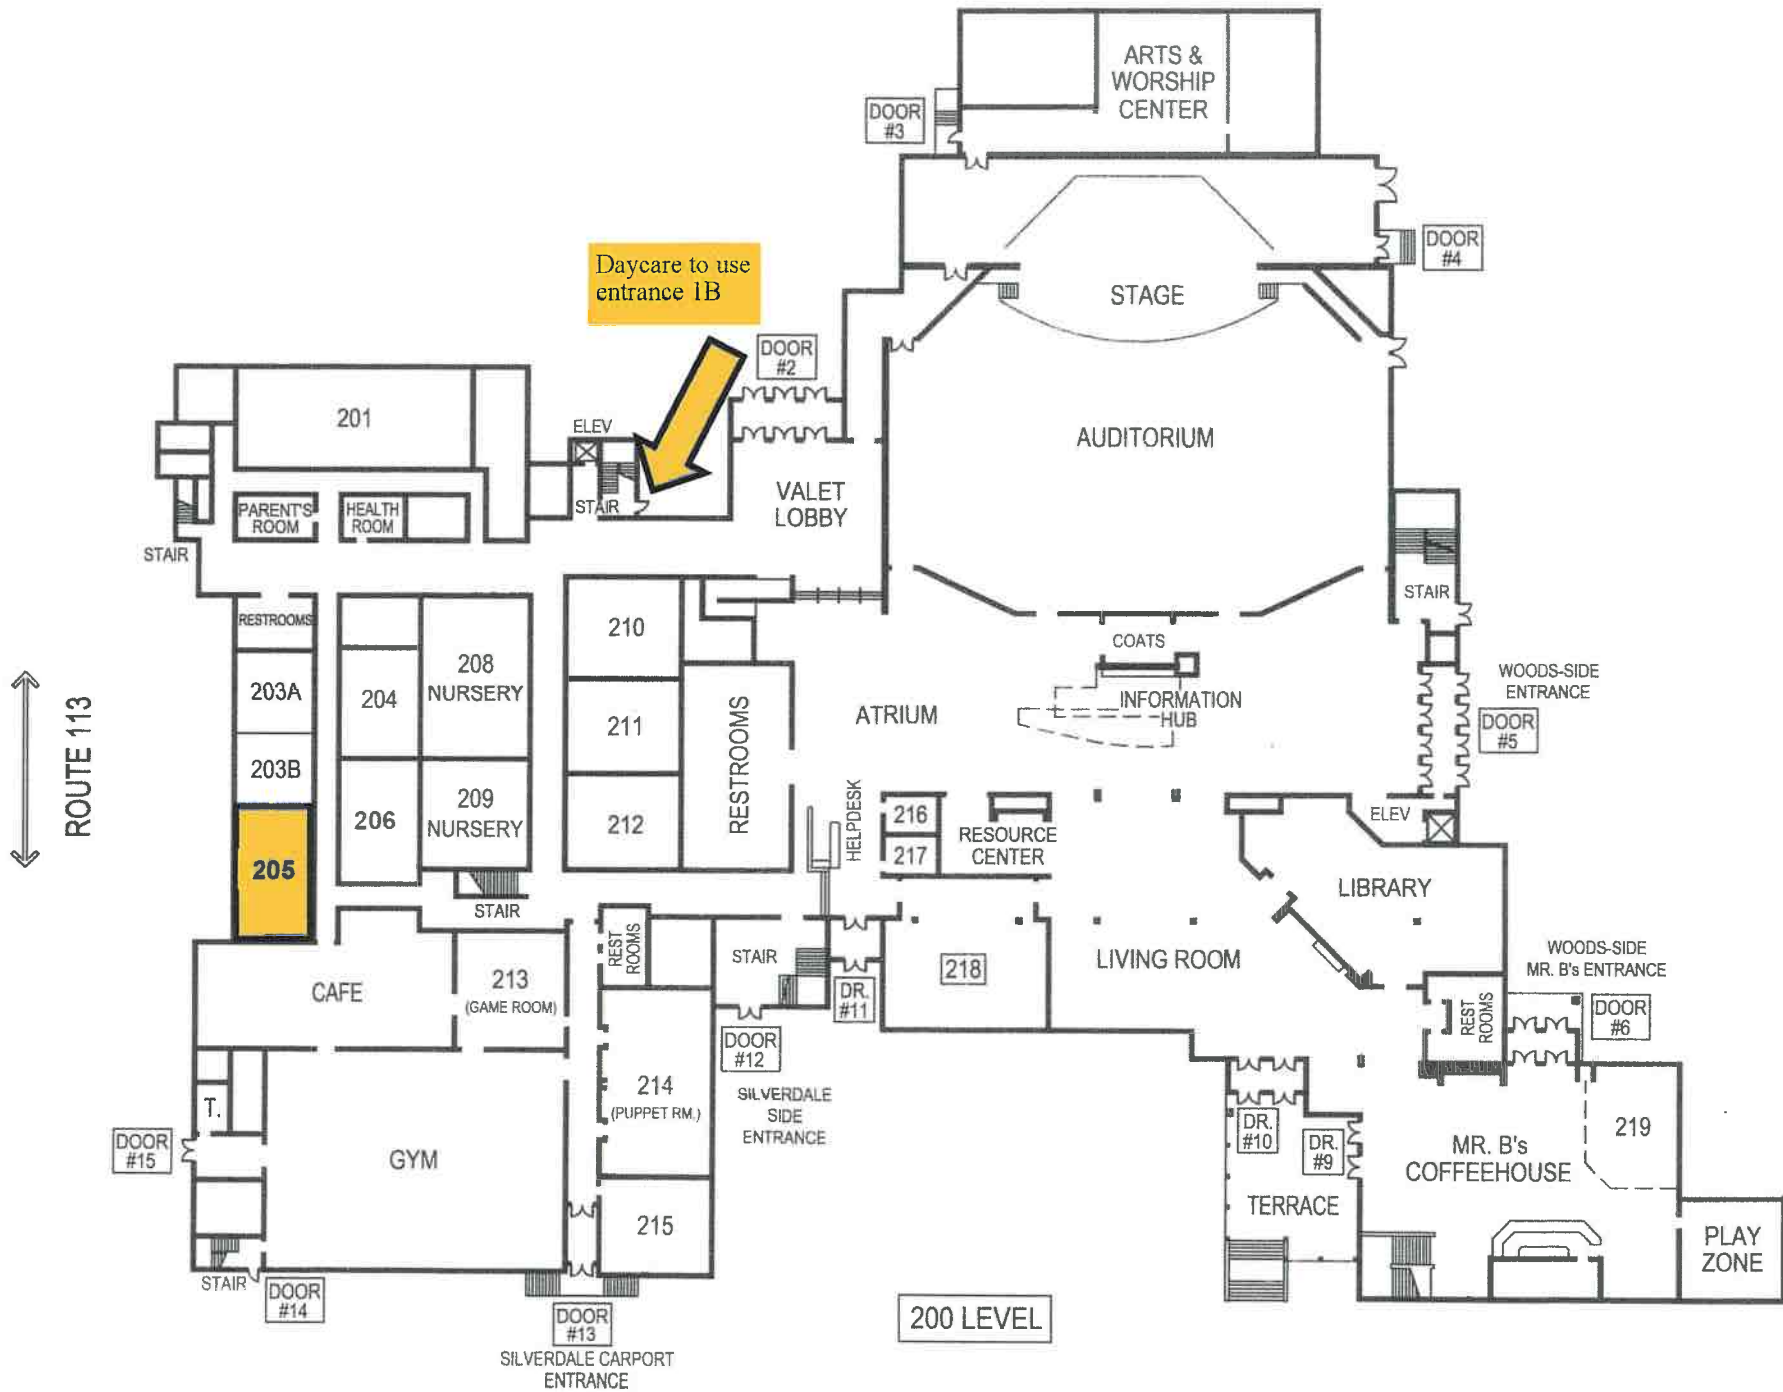 ARTS &
WORSHIP
CENTER
DOOR
#3
DOOR
#4
Daycare to use
entrance 1B
STAGE
DOOR
#2
201
ELEV
AUDITORIUM
VALET
LOBBY
PARENT'S
ROOM
HEALTH
ROOM
STAIR
STAIR
STAIR
RESTROOMS
210
208
NURSERY
COATS
203A
204
WOODS-SIDE
ENTRANCE
INFORMATION
HUB
ATRIUM
211
RESTROOMS
DOOR
#5
ROUTE 113
203B
206
209
NURSERY
212
HELPDESK
216
217
RESOURCE
CENTER
ELEV
205
LIBRARY
STAIR
REST
ROOMS
STAIR
218
LIVING ROOM
WOODS-SIDE
MR. B's ENTRANCE
CAFE
213
(GAME ROOM)
DR.
#11
REST
ROOMS
DOOR
#6
DOOR
#12
214
(PUPPET RM.)
SILVERDALE
SIDE
ENTRANCE
T.
DOOR
#15
GYM
DR.
#10
DR.
#9
219
MR. B's
COFFEEHOUSE
215
TERRACE
PLAY
ZONE
STAIR
DOOR
#14
DOOR
#13
SILVERDALE CARPORT
ENTRANCE
200 LEVEL